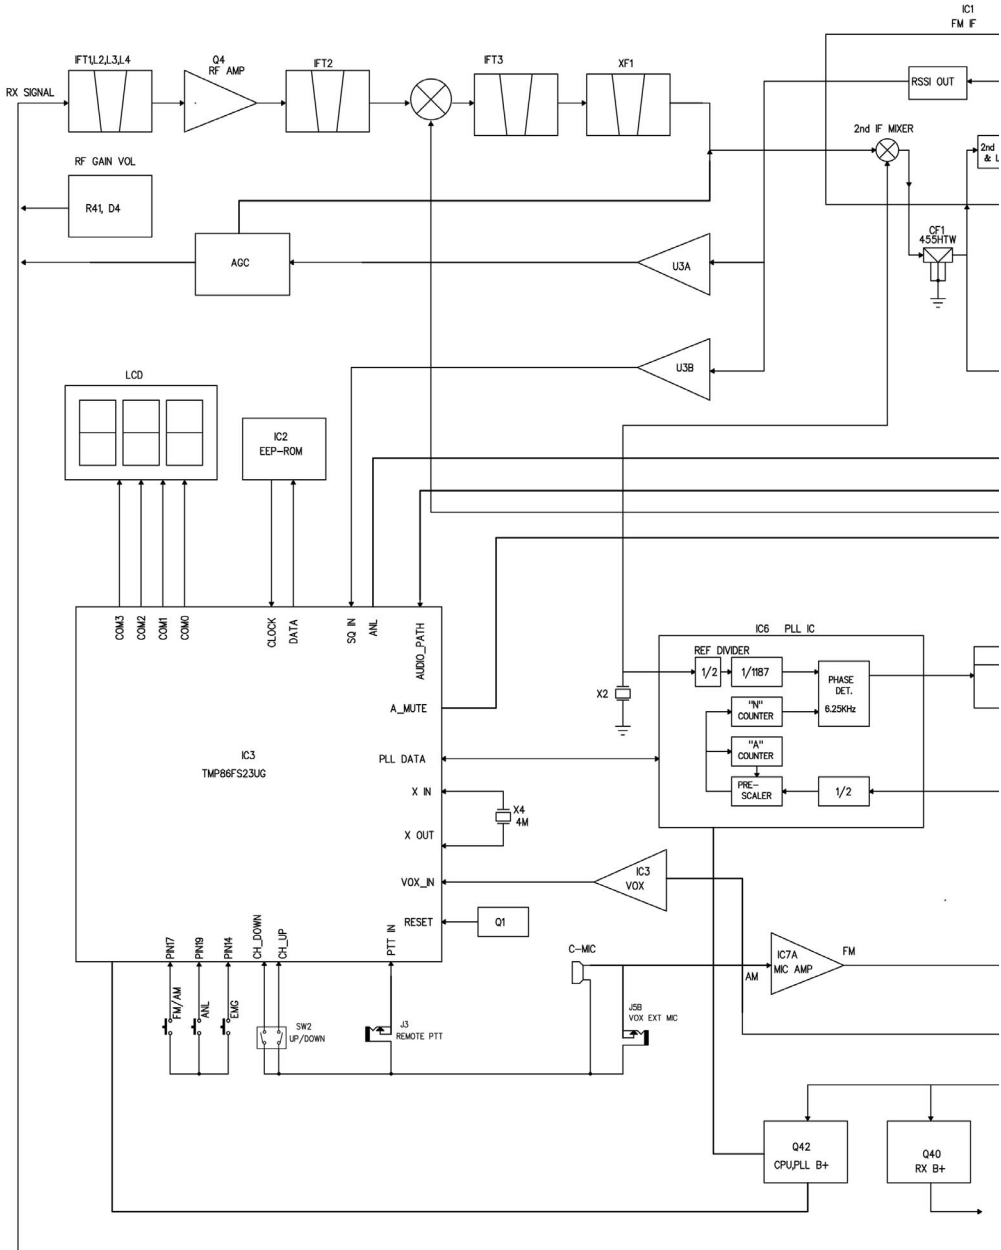 IC1
FM IF
IFT1,L2,L3,L4
Q4
RF AMP
IFT2
IFT3
XF1
RX SIGNAL
RSSI OUT
2nd IF MIXER
2nd
&
RF GAIN VOL
R41, D4
CF1
455HTW
AGC
U3A
U3B
LCD
IC2
EEP-ROM
COM3
COM2
COM1
COM0
CLOCK
DATA
SQ IN
ANL
AUDIO_PATH
IC6 PLL IC
REF DIVIDER
1/2
1/1187
PHASE
DET.
6.25KHz
X2
"N"
COUNTER
"A"
COUNTER
PRE-
SCALER
1/2
A_MUTE
IC3
TMP86FS23UG
PLL DATA
X IN
X4
4M
X OUT
VOX_IN
IC3
VOX
RESET
Q1
PIN17
PIN19
PIN14
CH_DOWN
CH_UP
PTT IN
C-MIC
IC7A
MIC AMP
FM
AM
FM/AM
ANL
EMG
SW2
UP/DOWN
J3
REMOTE PTT
J5B
VOX EXT MIC
Q42
CPU,PLL B+
Q40
RX B+